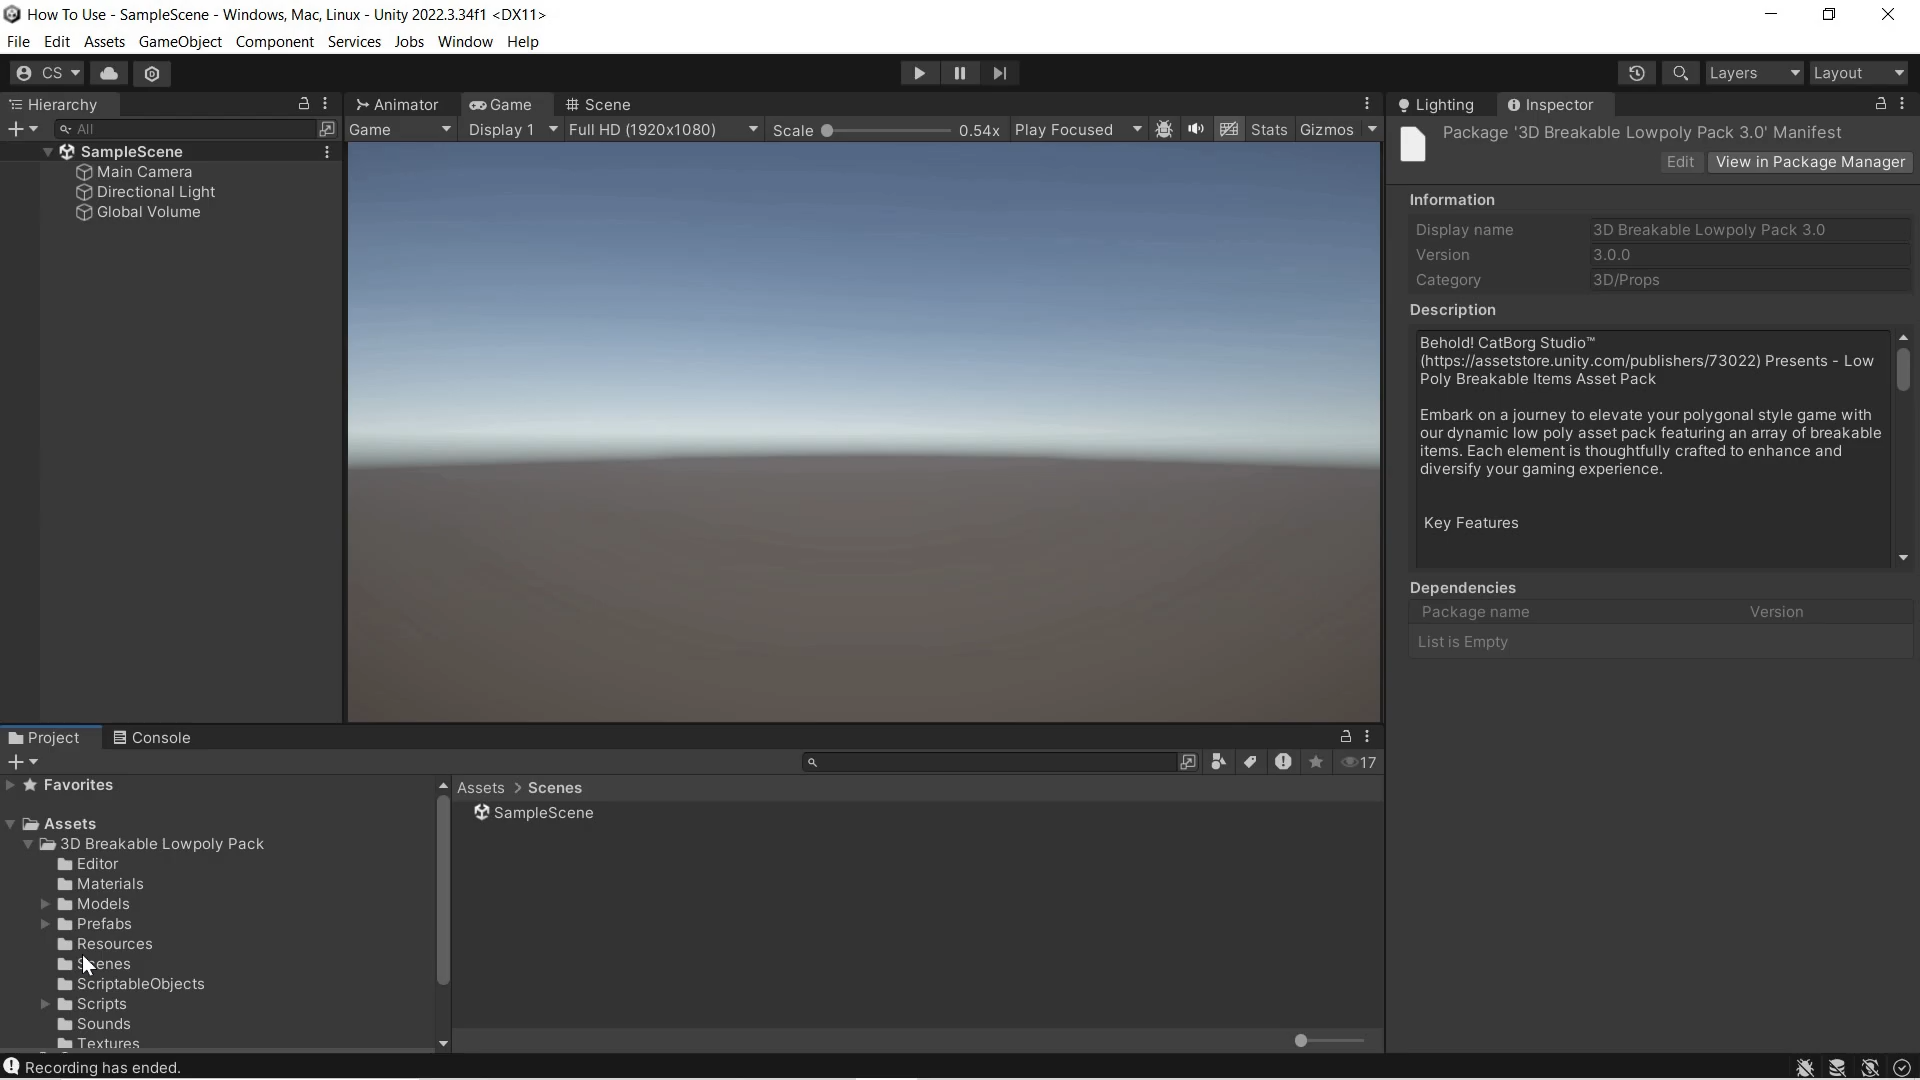 How To Use - SampleScene - Windows, Mac, Linux - Unity 2022.3.34f1 <DX11>
File Edit Assets GameObject Component Services Jobs Window Help
CS
Layers
Layout
Hierarchy
All
SampleScene
Main Camera
Directional Light
Global Volume
Animator
Game
Scene
Game
Display 1
Full HD (1920x1080)
Scale
0.54x
Play Focused
Stats
Gizmos
Lighting
Inspector
Package '3D Breakable Lowpoly Pack 3.0' Manifest
Edit
View in Package Manager
Information
Display name 3D Breakable Lowpoly Pack 3.0
Version 3.0.0
Category 3D/Props
Description
Behold! CatBorg Studio™
(https://assetstore.unity.com/publishers/73022) Presents - Low
Poly Breakable Items Asset Pack
Embark on a journey to elevate your polygonal style game with
our dynamic low poly asset pack featuring an array of breakable
items. Each element is thoughtfully crafted to enhance and
diversify your gaming experience.
Key Features
Dependencies
Package name Version
List is Empty
Project
Console
17
Favorites
Assets
3D Breakable Lowpoly Pack
Editor
Materials
Models
Prefabs
Resources
Scenes
ScriptableObjects
Scripts
Sounds
Textures
Assets > Scenes
SampleScene
Recording has ended.